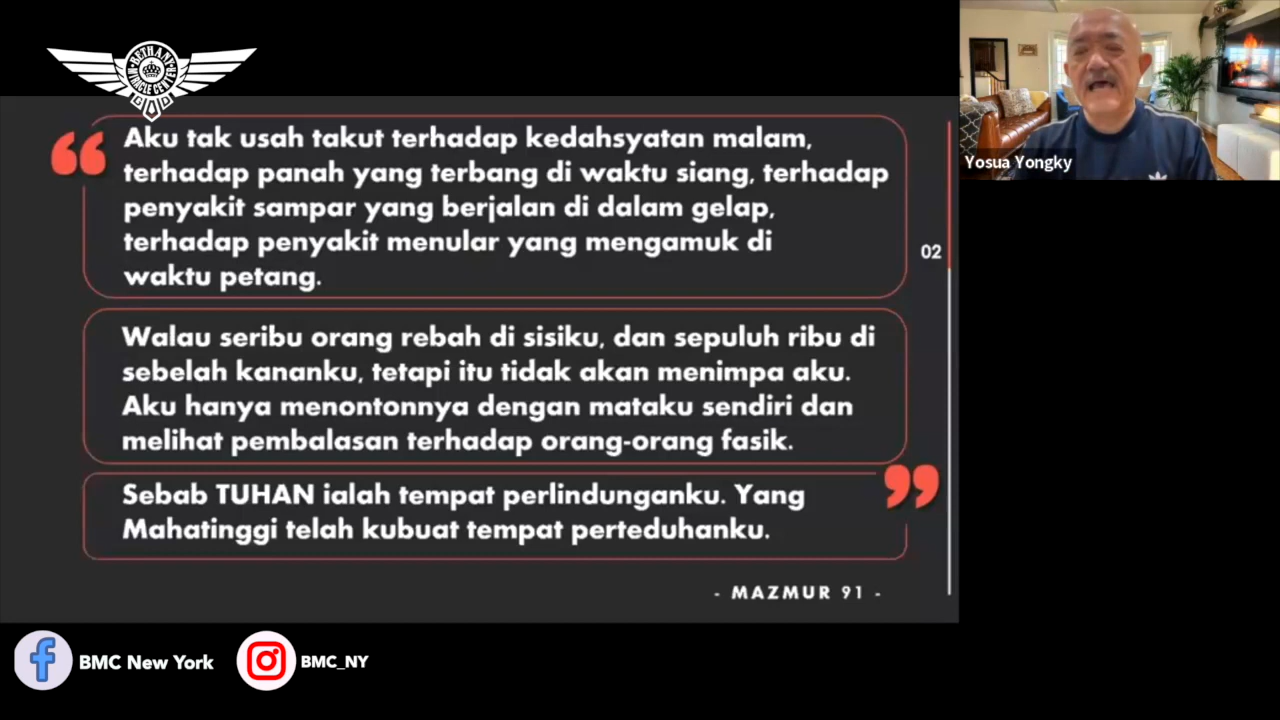 BETHANY
MIRACLE CENTER
Aku tak usah takut terhadap kedahsyatan malam,
terhadap panah yang terbang di waktu siang, terhadap
penyakit sampar yang berjalan di dalam gelap,
terhadap penyakit menular yang mengamuk di
waktu petang.
Walau seribu orang rebah di sisiku, dan sepuluh ribu di
sebelah kananku, tetapi itu tidak akan menimpa aku.
Aku hanya menontonnya dengan mataku sendiri dan
melihat pembalasan terhadap orang-orang fasik.
Sebab TUHAN ialah tempat perlindunganku. Yang
Mahatinggi telah kubuat tempat perteduhanku.
- MAZMUR 91 -
02
Yosua Yongky
BMC New York
BMC_NY